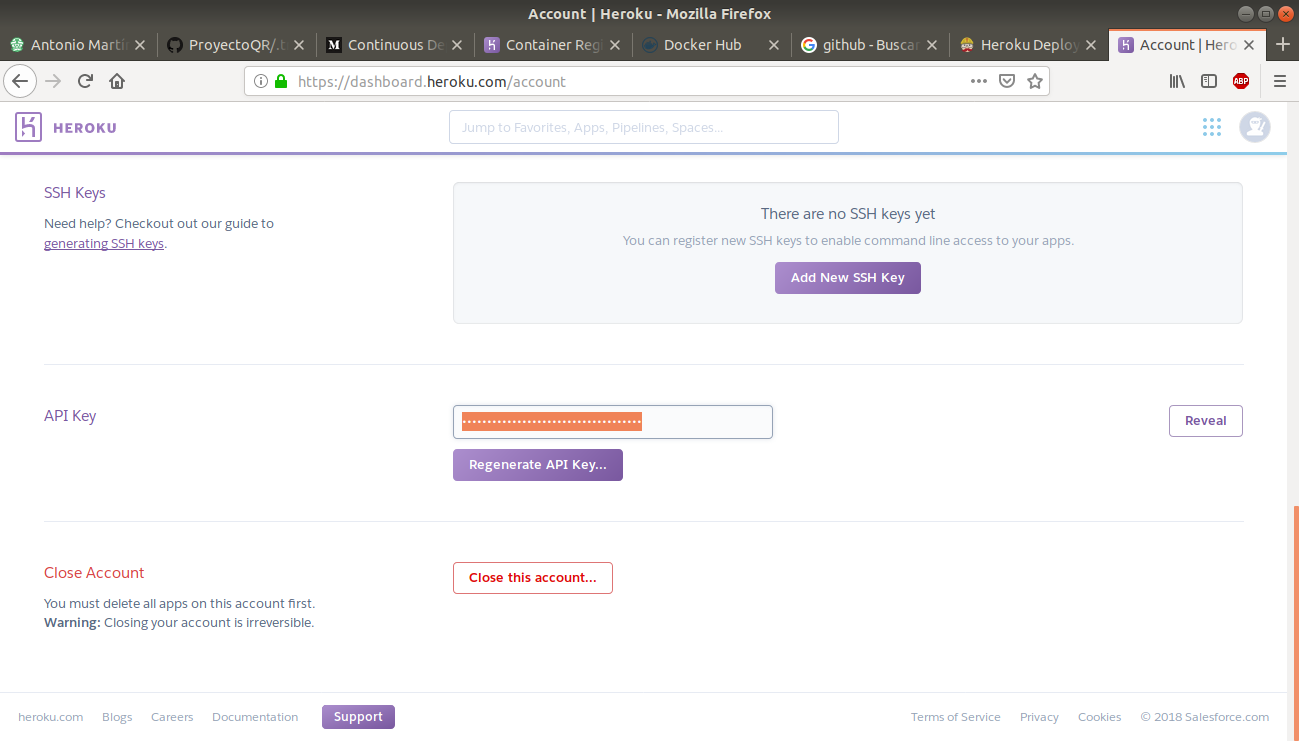 Account | Heroku - Mozilla Firefox
Antonio Marti
ProyectoQR/.t
Continuous De
Container Reg
Docker Hub
github - Buscar
Heroku Deploy
Account | Hero
https://dashboard.heroku.com/account
ABP
HEROKU
Jump to Favorites, Apps, Pipelines, Spaces...
SSH Keys
Need help? Checkout out our guide to
generating SSH keys.
There are no SSH keys yet
You can register new SSH keys to enable command line access to your apps.
Add New SSH Key
API Key
Reveal
Regenerate API Key...
Close Account
You must delete all apps on this account first.
Warning: Closing your account is irreversible.
Close this account...
heroku.com
Blogs
Careers
Documentation
Support
Terms of Service
Privacy
Cookies
© 2018 Salesforce.com